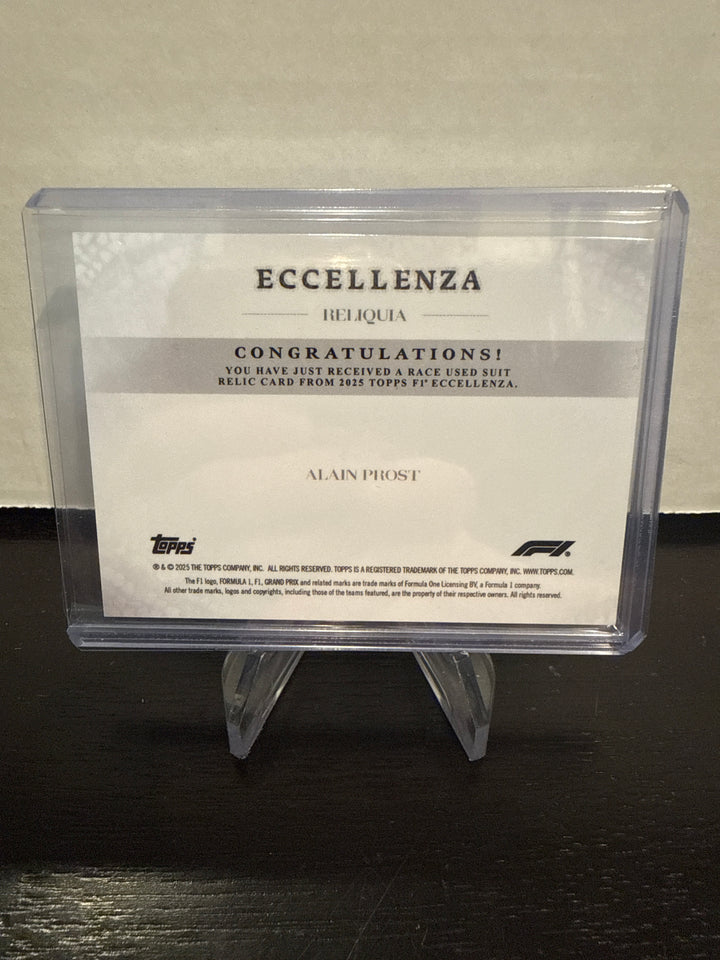 ECCELLENZA
RELIQUIA
CONGRATULATIONS!
YOU HAVE JUST RECEIVED A RACE USED SUIT
RELIC CARD FROM 2025 TOPPS F1® ECCELLENZA.
ALAIN PROST
topps®
F1®
® & © 2025 THE TOPPS COMPANY, INC. ALL RIGHTS RESERVED. TOPPS IS A REGISTERED TRADEMARK OF THE TOPPS COMPANY, INC. WWW.TOPPS.COM.
The F1 logo, FORMULA 1, F1, GRAND PRIX and related marks are trade marks of Formula One Licensing BV, a Formula 1 company.
All other trade marks, logos and copyrights, including those of the teams featured, are the property of their respective owners. All rights reserved.